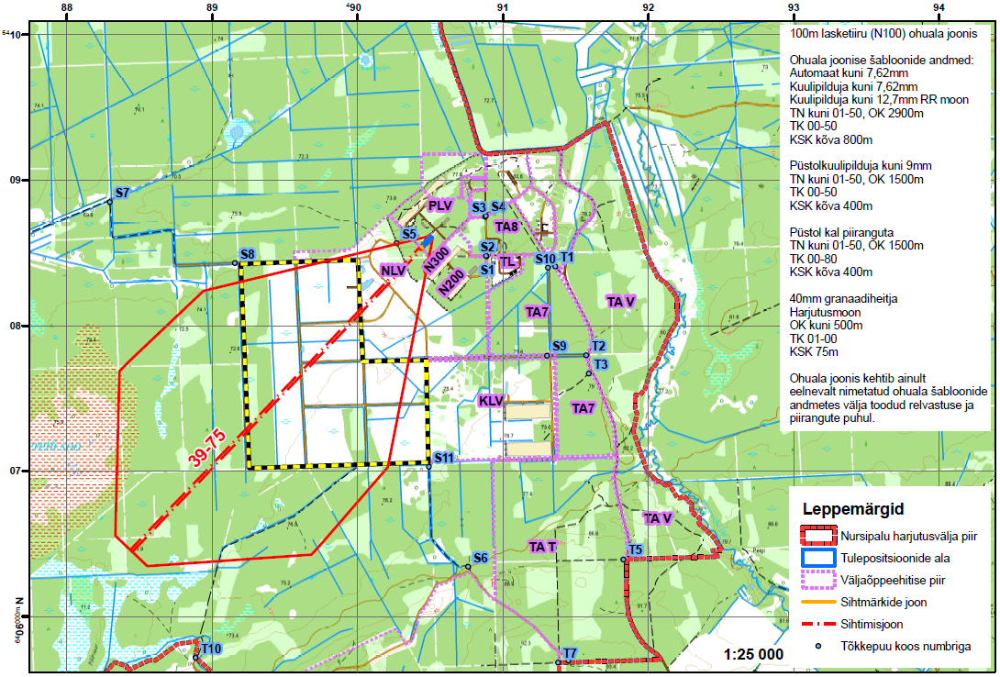 88 89 ⁴90 91 92 93 94
⁶⁴10
09
08
07
⁶⁴06⁰⁰⁰ᵐ· N
100m lasketiiru (N100) ohuala joonis
Ohuala joonise šabloonide andmed:
Automaat kuni 7,62mm
Kuulipilduja kuni 7,62mm
Kuulipilduja kuni 12,7mm RR moon
TN kuni 01-50, OK 2900m
TK 00-50
KSK kõva 800m
Püstolkuulipilduja kuni 9mm
TN kuni 01-50, OK 1500m
TK 00-50
KSK kõva 400m
Püstol kal piiranguta
TN kuni 01-50, OK 1500m
TK 00-80
KSK kõva 400m
40mm granaadiheitja
Harjutusmoon
OK kuni 500m
TK 01-00
KSK 75m
Ohuala joonis kehtib ainult
eelnevalt nimetatud ohuala šabloonide
andmetes välja toodud relvastuse ja
piirangute puhul.
S7
S8
S5
PLV
S3
S4
TA8
S2
S1
TL
S10
T1
NLV
N300
N200
TA7
TA V
S9
T2
T3
KLV
TA7
39-75
S11
TA V
TA T
T5
S6
T7
T10
Leppemärgid
Nursipalu harjutusvälja piir
Tulepositsioonide ala
Väljaõppeehitise piir
Sihtmärkide joon
Sihtimisjoon
Tõkkepuu koos numbriga
1:25 000